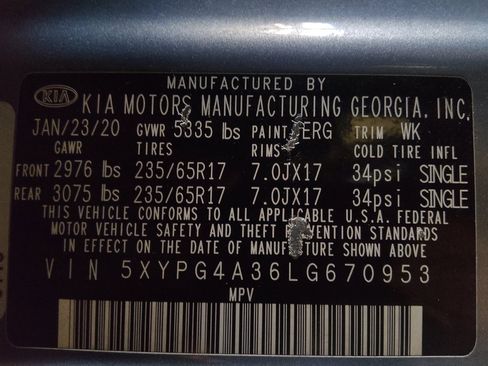 MANUFACTURED BY
KIA KIA MOTORS MANUFACTURING GEORGIA, INC.
JAN/23/20 GVWR 5335 lbs PAINT ERG TRIM WK
GAWR TIRES RIMS COLD TIRE INFL
FRONT 2976 lbs 235/65R17 7.0JX17 34psi SINGLE
REAR 3075 lbs 235/65R17 7.0JX17 34psi SINGLE
THIS VEHICLE CONFORMS TO ALL APPLICABLE U.S.A. FEDERAL
MOTOR VEHICLE SAFETY AND THEFT PREVENTION STANDARDS
IN EFFECT ON THE DATE OF MANUFACTURE SHOWN ABOVE.
VIN 5XYPG4A36LG670953
MPV